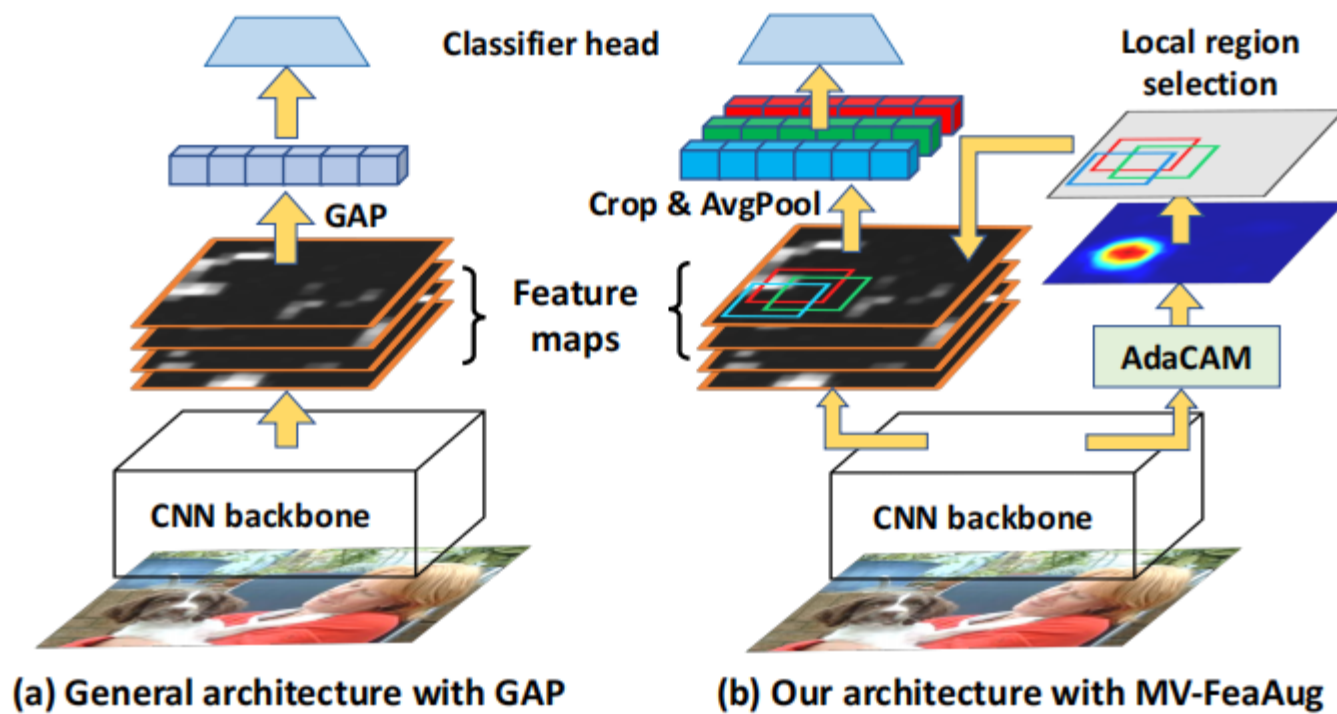 Classifier head
Local region
selection
GAP
Crop & AvgPool
Feature
maps
AdaCAM
CNN backbone
CNN backbone
(a) General architecture with GAP
(b) Our architecture with MV-FeaAug